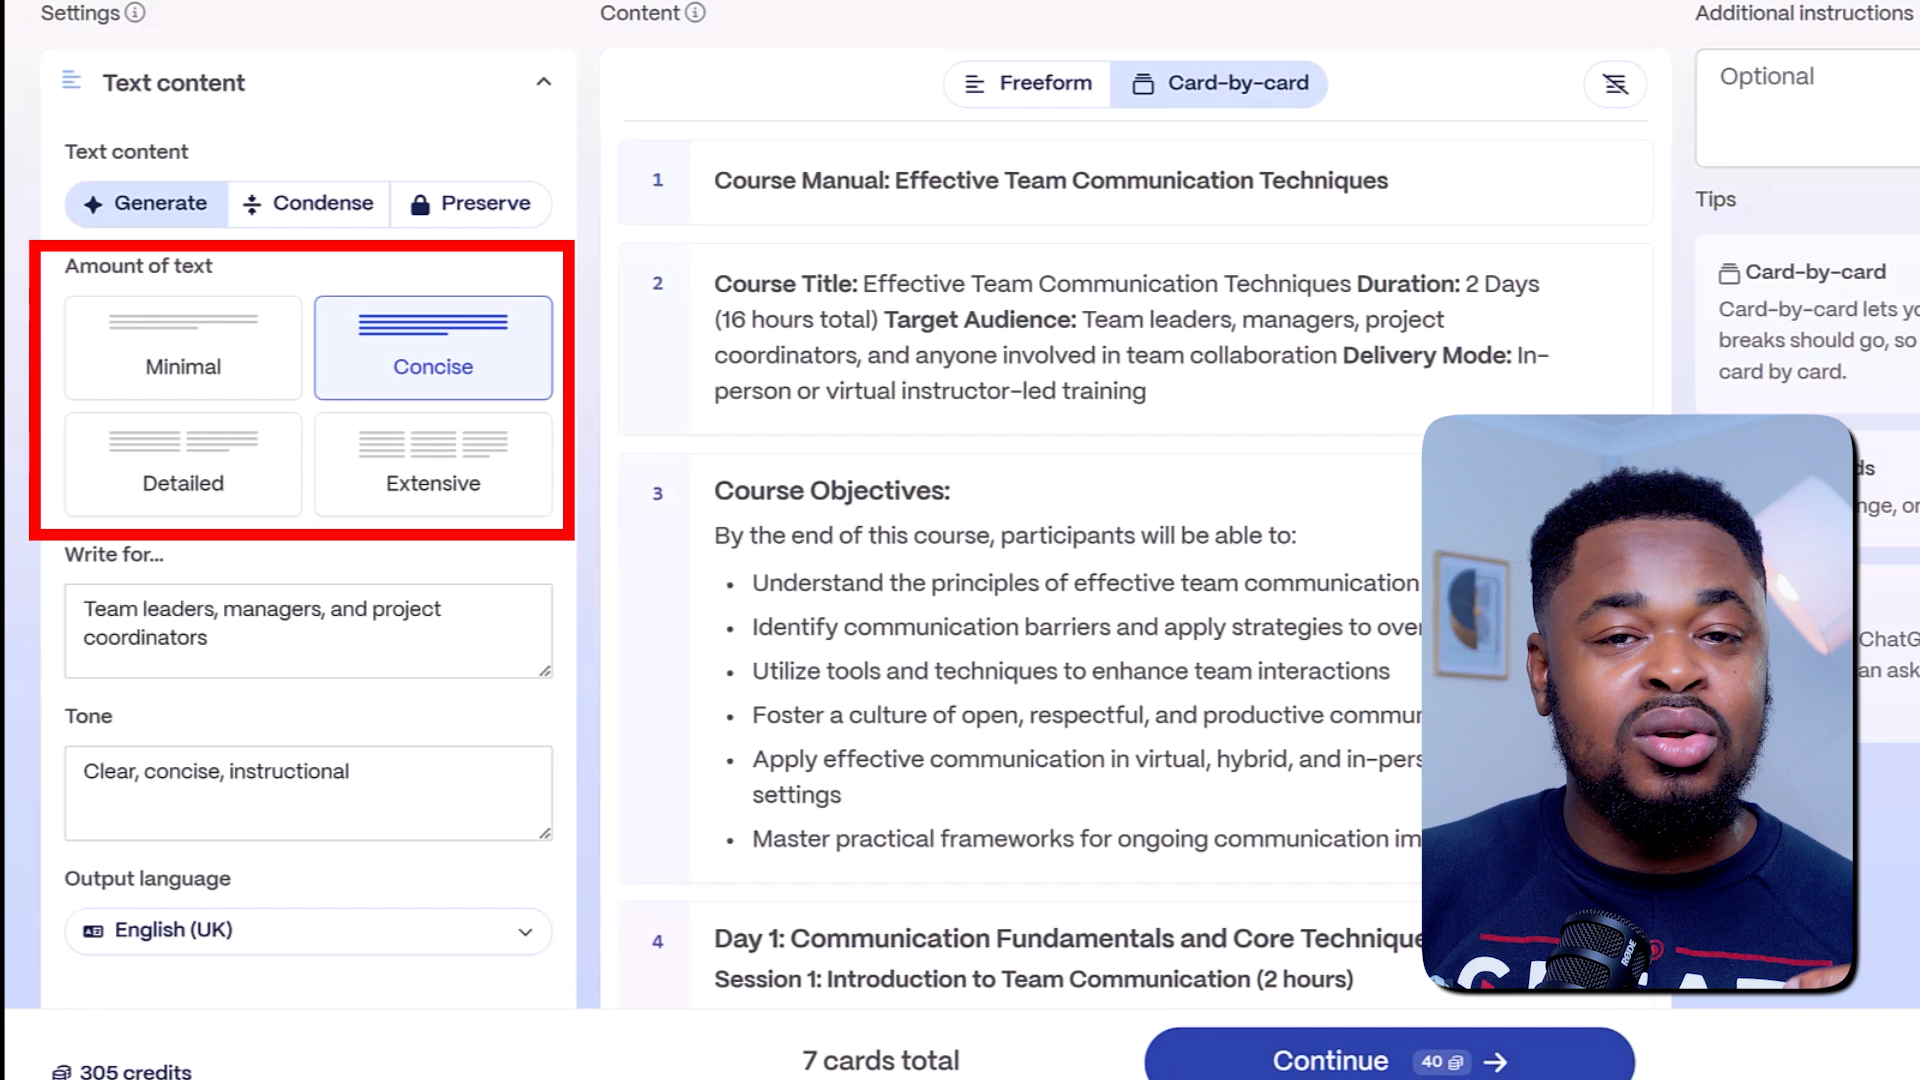 Settings
Content
Additional instructions
Text content
Text content
Generate
Condense
Preserve
Amount of text
Minimal
Concise
Detailed
Extensive
Write for...
Team leaders, managers, and project
coordinators
Tone
Clear, concise, instructional
Output language
English (UK)
305 credits
Freeform
Card-by-card
1
Course Manual: Effective Team Communication Techniques
2
Course Title: Effective Team Communication Techniques Duration: 2 Days
(16 hours total) Target Audience: Team leaders, managers, project
coordinators, and anyone involved in team collaboration Delivery Mode: In-
person or virtual instructor-led training
3
Course Objectives:
By the end of this course, participants will be able to:
• Understand the principles of effective team communication
• Identify communication barriers and apply strategies to
• Utilize tools and techniques to enhance team interactions
• Foster a culture of open, respectful, and productive
• Apply effective communication in virtual, hybrid, and
settings
• Master practical frameworks for ongoing communication
4
Day 1: Communication Fundamentals and Core
Session 1: Introduction to Team Communication (2 hours)
7 cards total
Continue 40
Optional
Tips
Card-by-card
Card-by-card lets
breaks should go, so
card by card.
an ask
RØDE